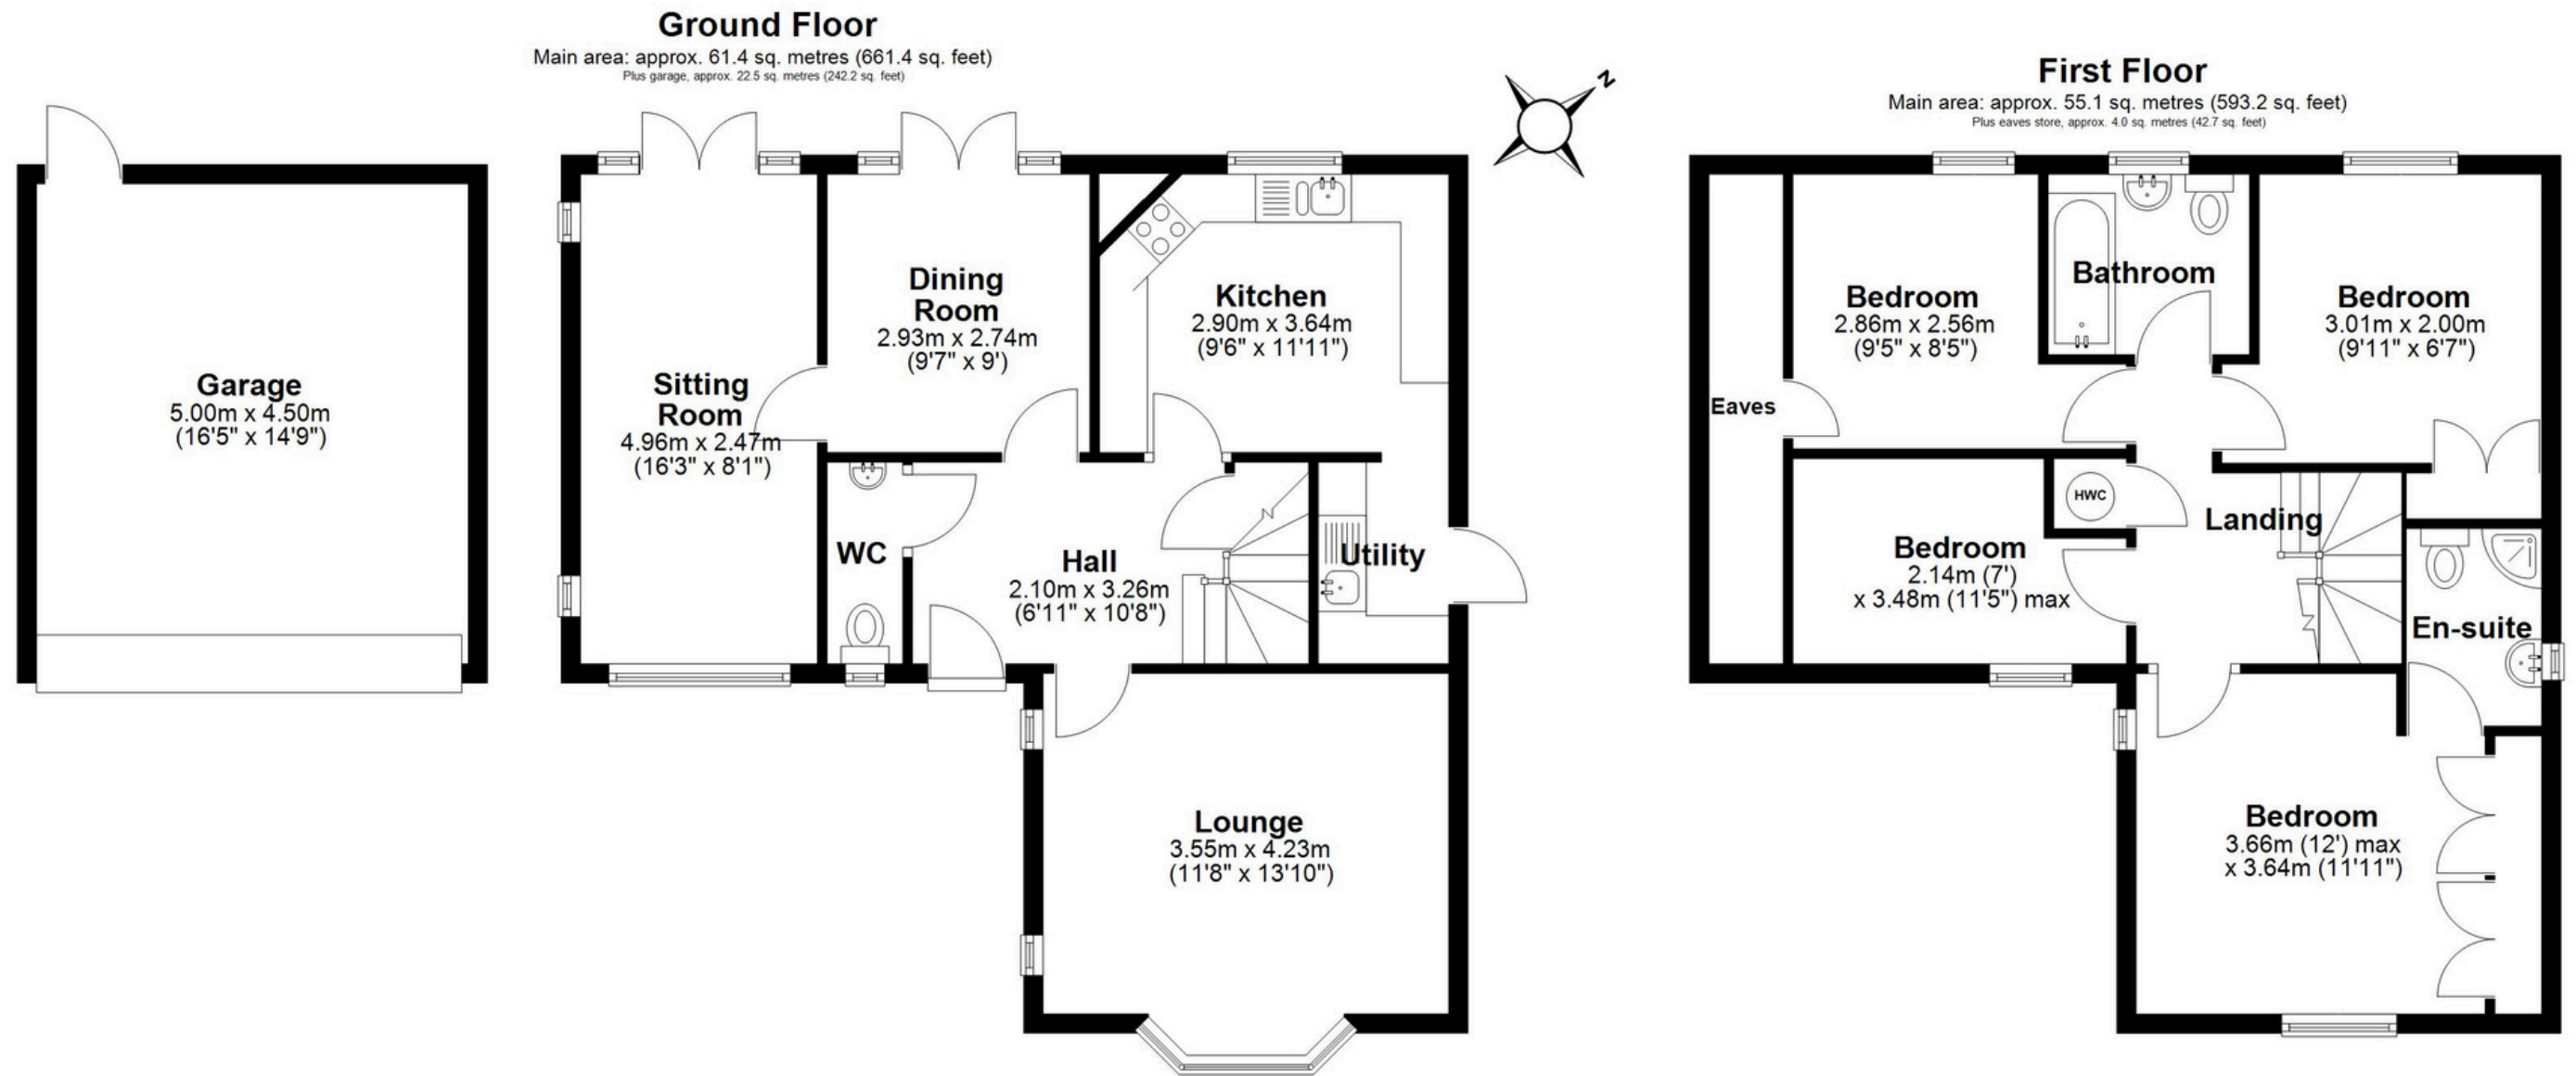 Ground Floor
Main area: approx. 61.4 sq. metres (661.4 sq. feet)
Plus garage, approx. 22.5 sq. metres (242.2 sq. feet)
Garage
5.00m x 4.50m
(16'5" x 14'9")
Sitting
Room
4.96m x 2.47m
(16'3" x 8'1")
Dining
Room
2.93m x 2.74m
(9'7" x 9')
Kitchen
2.90m x 3.64m
(9'6" x 11'11")
WC
Hall
2.10m x 3.26m
(6'11" x 10'8")
Utility
Lounge
3.55m x 4.23m
(11'8" x 13'10")
N
First Floor
Main area: approx. 55.1 sq. metres (593.2 sq. feet)
Plus eaves store, approx. 4.0 sq. metres (42.7 sq. feet)
Eaves
Bedroom
2.86m x 2.56m
(9'5" x 8'5")
Bathroom
Bedroom
3.01m x 2.00m
(9'11" x 6'7")
HWC
Landing
Bedroom
2.14m (7')
x 3.48m (11'5") max
En-suite
Bedroom
3.66m (12') max
x 3.64m (11'11")